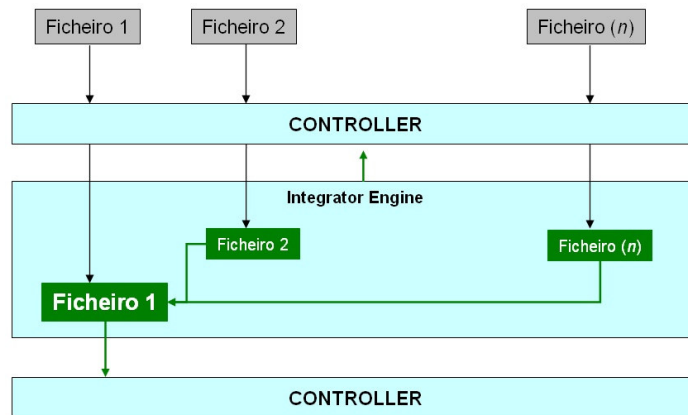 Ficheiro 1
Ficheiro 2
Ficheiro (n)
CONTROLLER
Integrator Engine
Ficheiro 2
Ficheiro (n)
Ficheiro 1
CONTROLLER